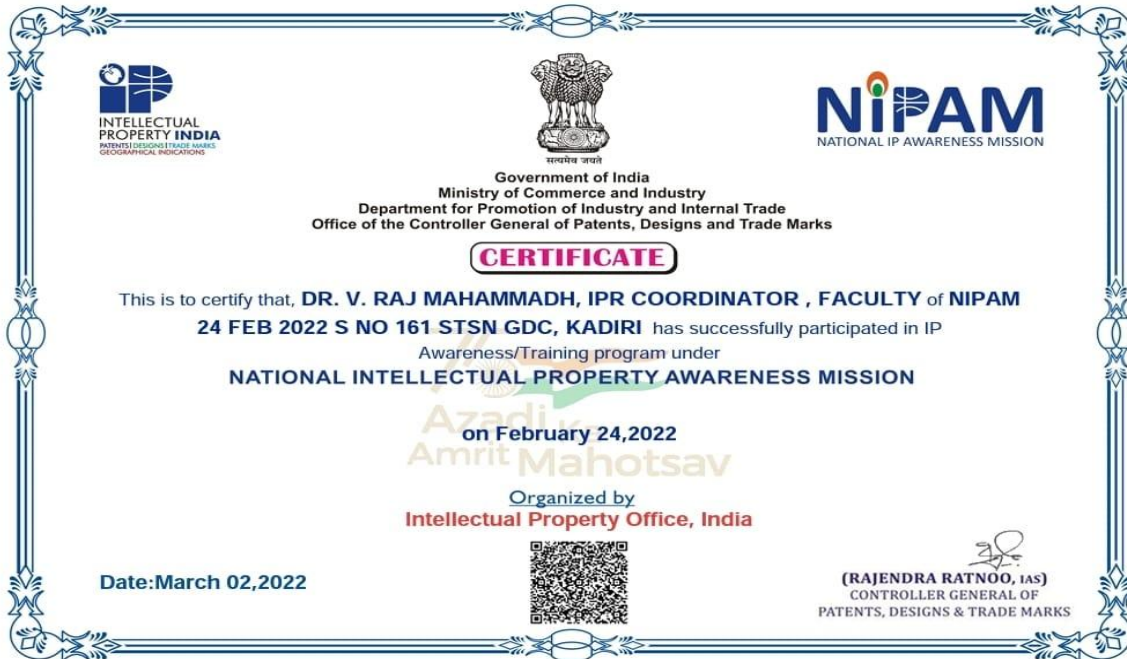 INTELLECTUAL
PROPERTY INDIA
PATENTS | DESIGNS | TRADE MARKS
GEOGRAPHICAL INDICATIONS
सत्यमेव जयते
NiPAM
NATIONAL IP AWARENESS MISSION
Government of India
Ministry of Commerce and Industry
Department for Promotion of Industry and Internal Trade
Office of the Controller General of Patents, Designs and Trade Marks
CERTIFICATE
This is to certify that, DR. V. RAJ MAHAMMADH, IPR COORDINATOR , FACULTY of NIPAM
24 FEB 2022 S NO 161 STSN GDC, KADIRI has successfully participated in IP
Awareness/Training program under
NATIONAL INTELLECTUAL PROPERTY AWARENESS MISSION
Azadi Ka
Amrit Mahotsav
on February 24,2022
Organized by
Intellectual Property Office, India
Date:March 02,2022
(RAJENDRA RATNOO, IAS)
CONTROLLER GENERAL OF
PATENTS, DESIGNS & TRADE MARKS